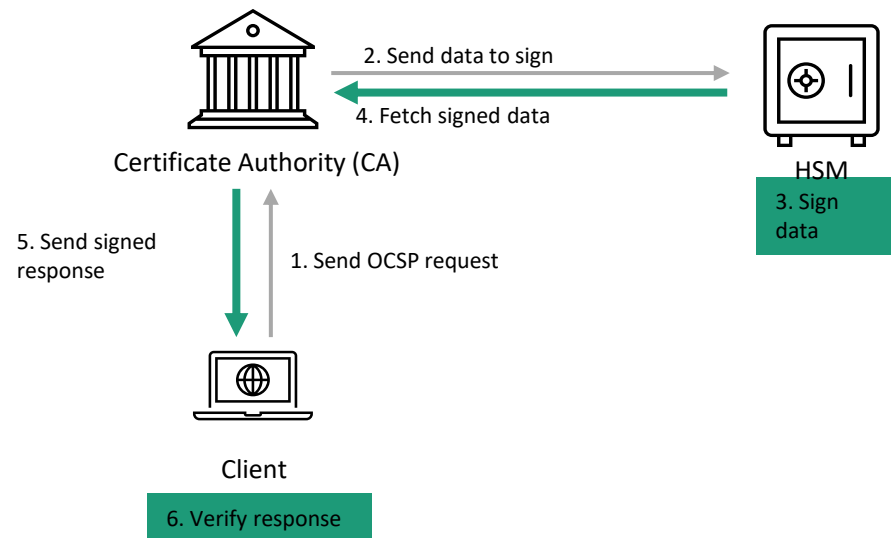 2. Send data to sign
4. Fetch signed data
Certificate Authority (CA)
HSM
3. Sign
data
5. Send signed
response
1. Send OCSP request
Client
6. Verify response